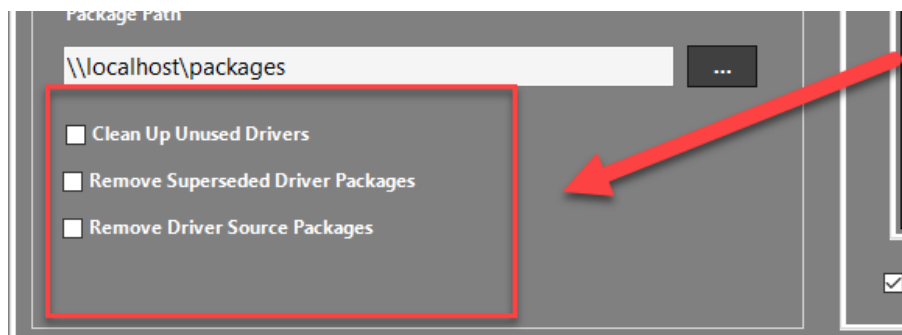 Package Path
\\localhost\packages
...
Clean Up Unused Drivers
Remove Superseded Driver Packages
Remove Driver Source Packages